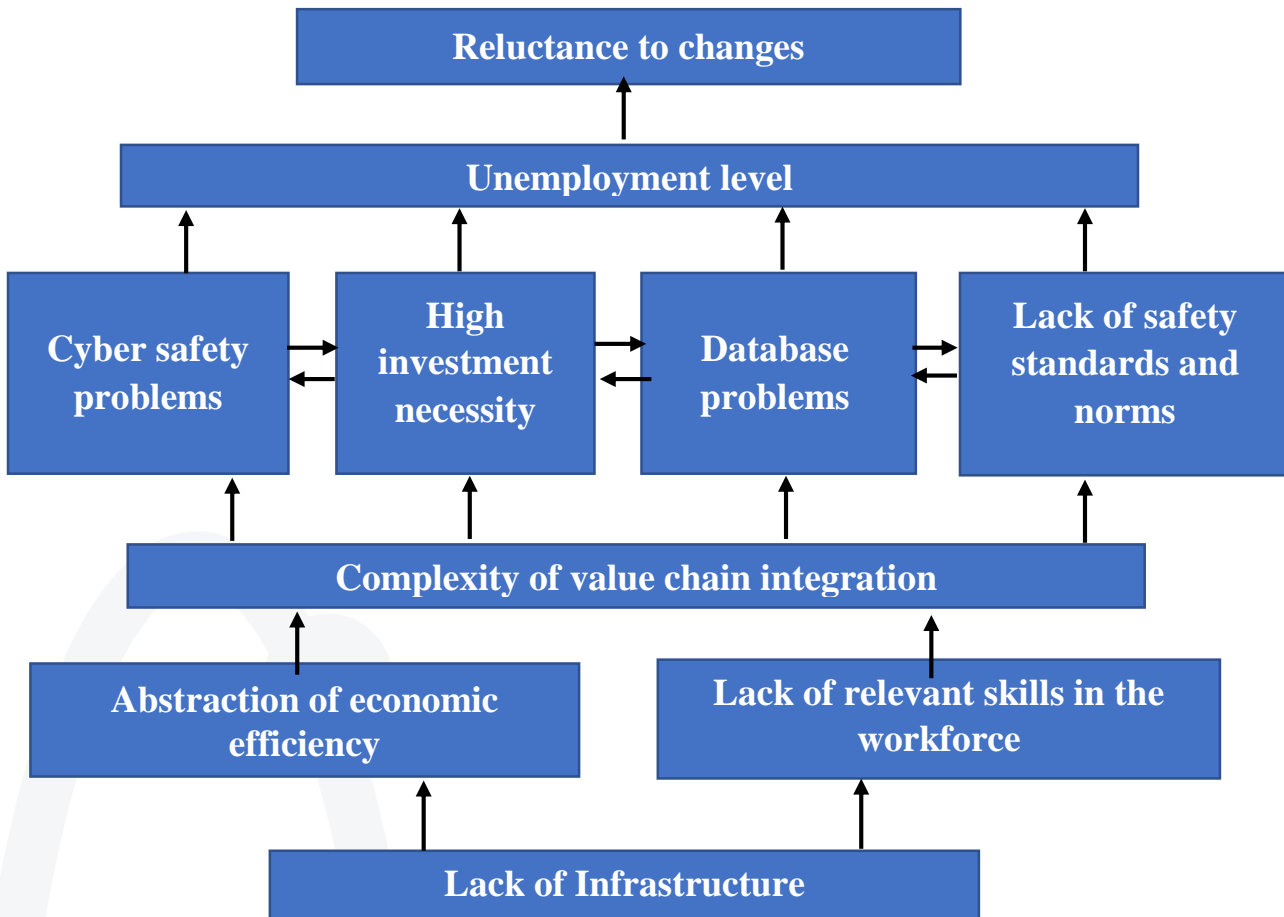 Reluctance to changes
Unemployment level
Cyber safety
problems
High
investment
necessity
Database
problems
Lack of safety
standards and
norms
Complexity of value chain integration
Abstraction of economic
efficiency
Lack of relevant skills in the
workforce
Lack of Infrastructure